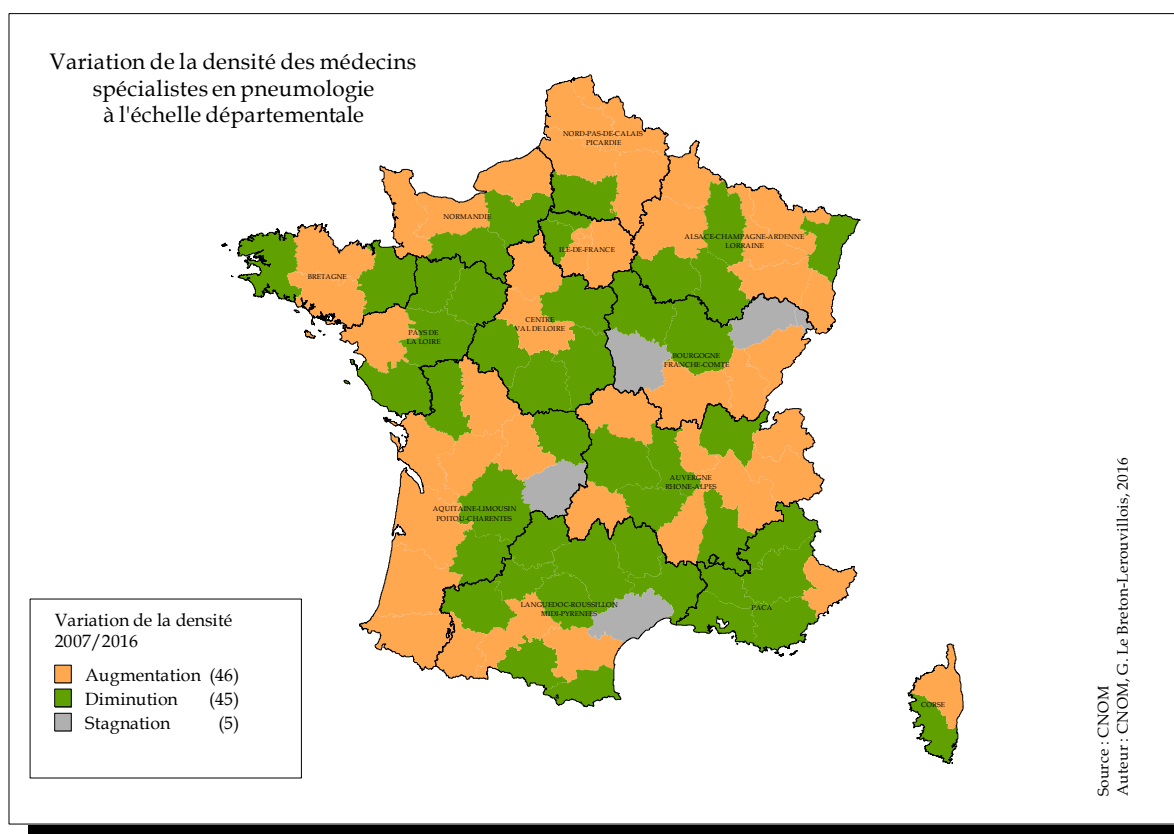 Variation de la densité des médecins
spécialistes en pneumologie
à l'échelle départementale
NORD-PAS-DE-CALAIS
PICARDIE
NORMANDIE
ILE-DE-FRANCE
ALSACE-CHAMPAGNE-ARDENNE
LORRAINE
BRETAGNE
PAYS DE
LA LOIRE
CENTRE
VAL DE LOIRE
BOURGOGNE
FRANCHE-COMTE
AUVERGNE
RHONE-ALPES
AQUITAINE-LIMOUSIN
POITOU-CHARENTES
LANGUEDOC-ROUSSILLON
MIDI-PYRENEES
PACA
CORSE
Variation de la densité
2007/2016
Augmentation (46)
Diminution (45)
Stagnation (5)
Source : CNOM
Auteur : CNOM, G. Le Breton-Lerouvillois, 2016